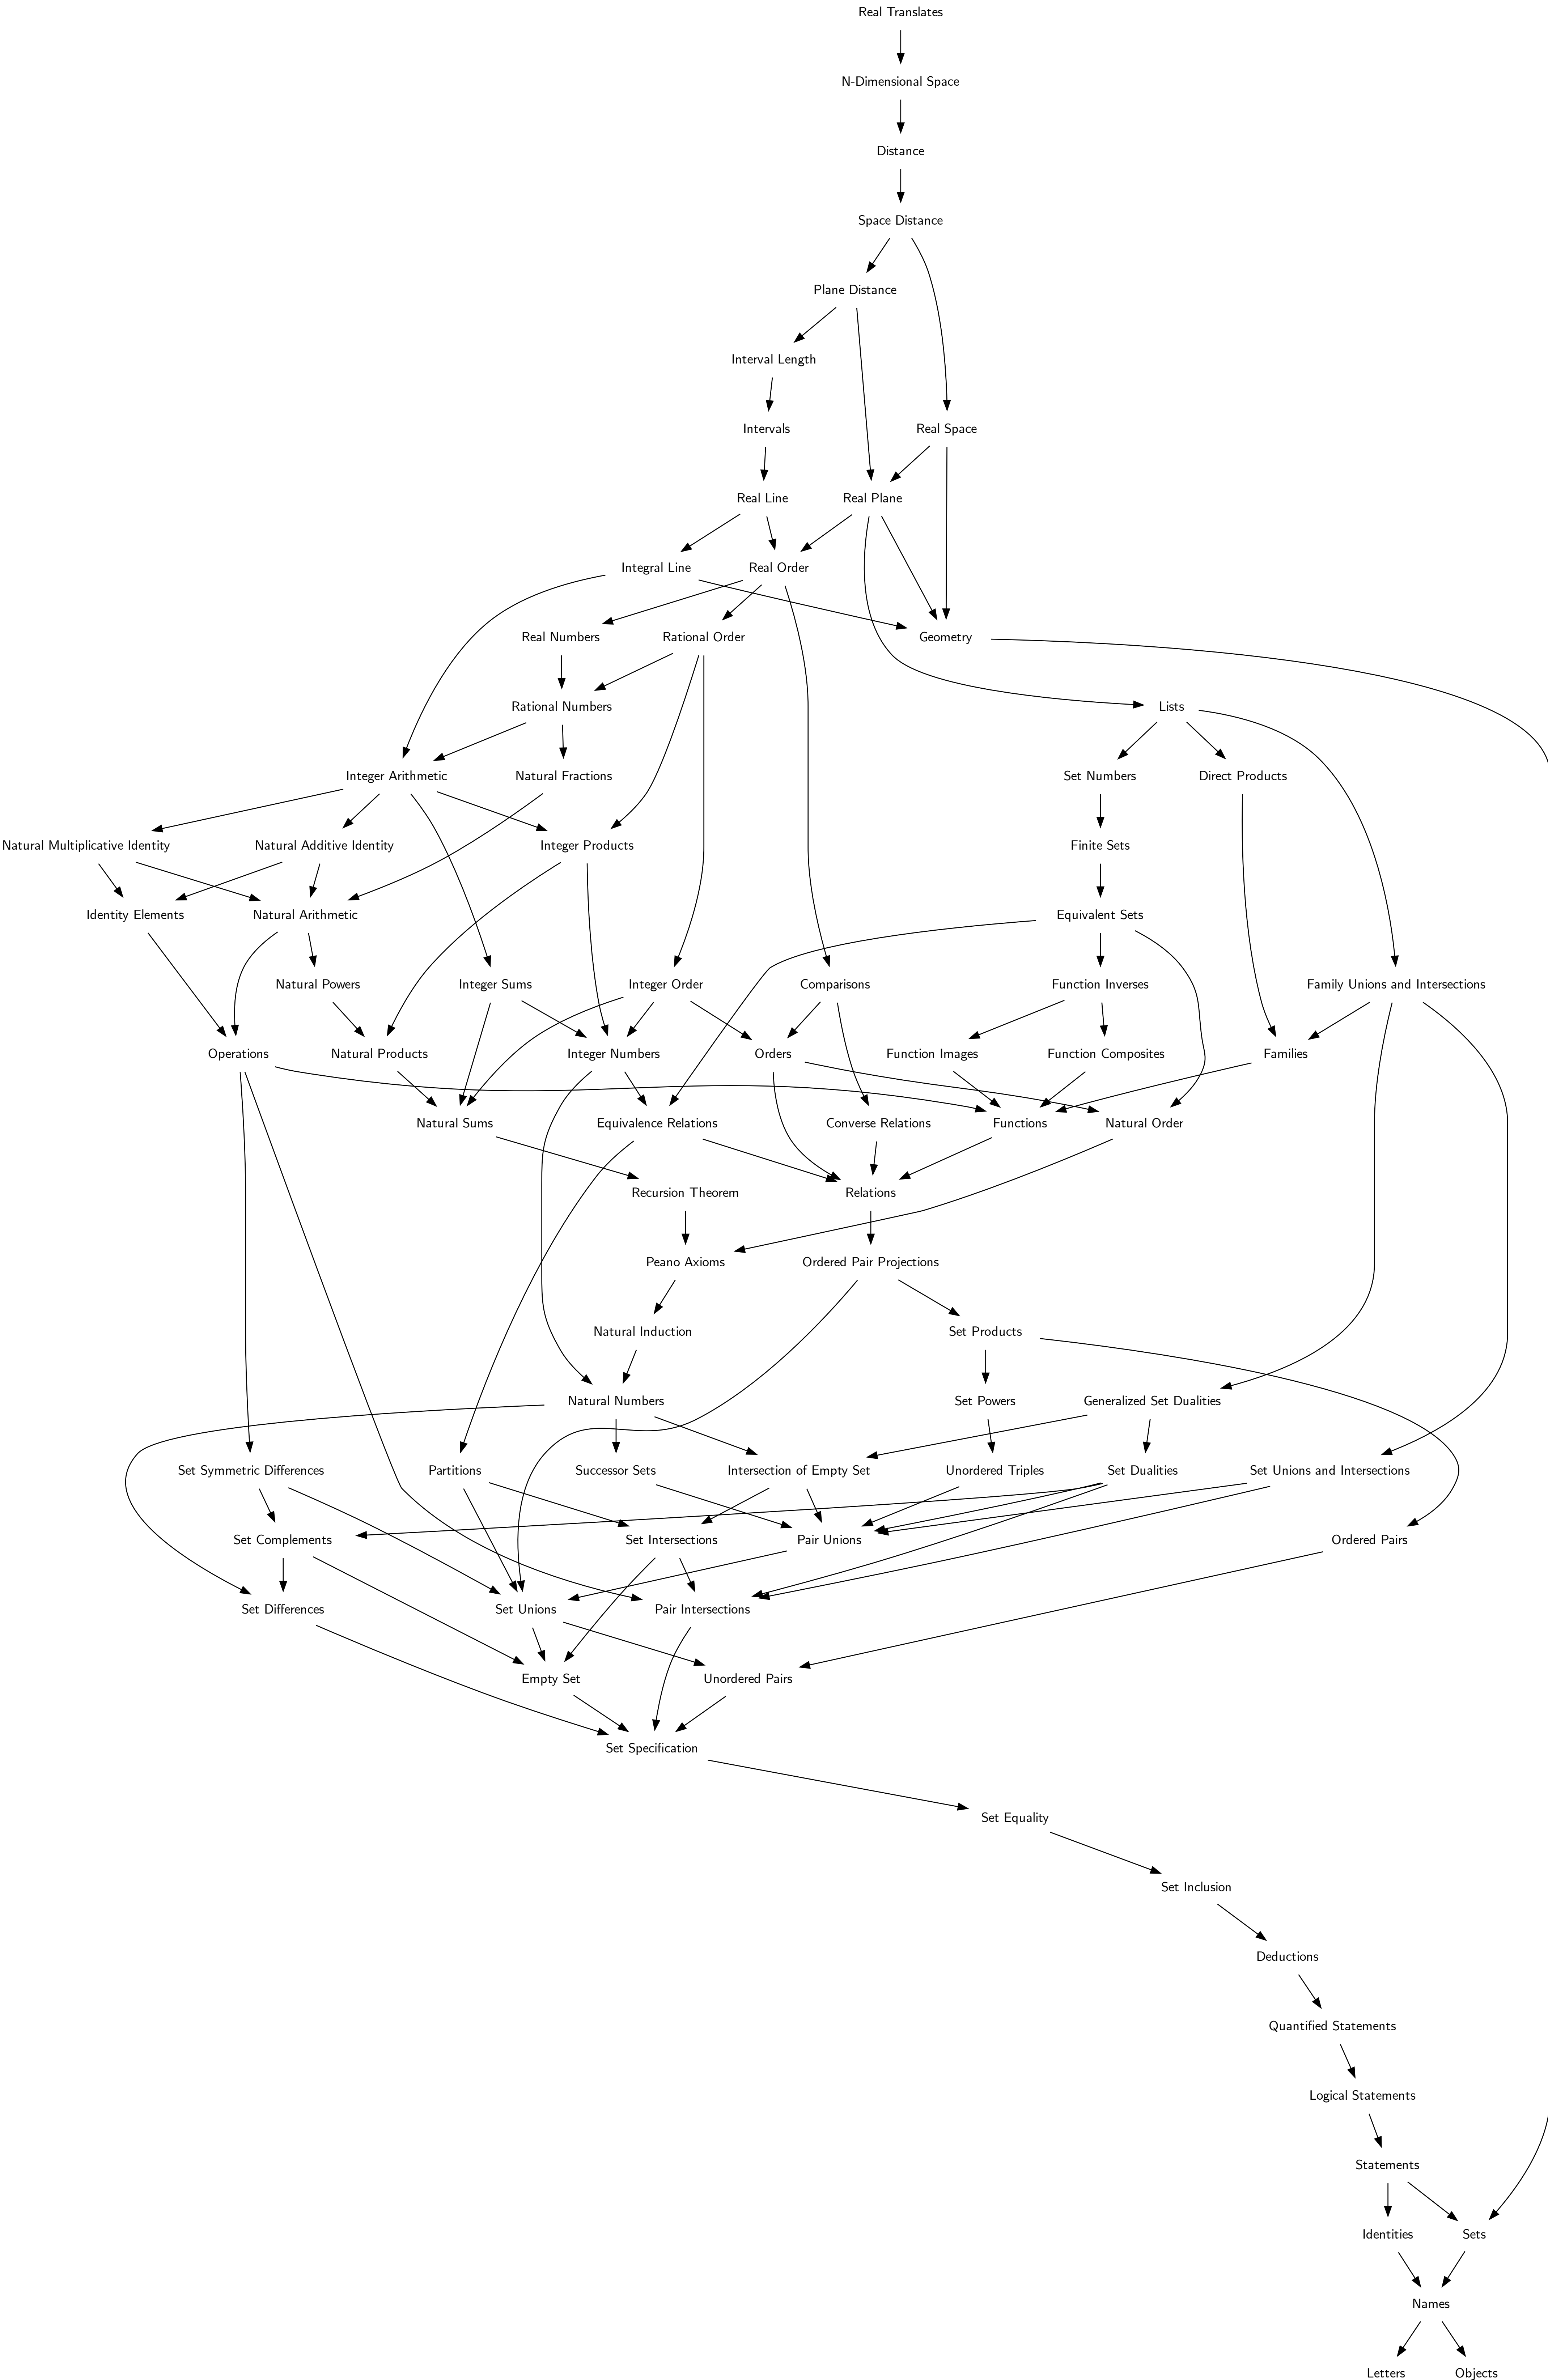 Real Translates
N-Dimensional Space
Distance
Space Distance
Plane Distance
Interval Length
Intervals
Real Space
Real Line
Real Plane
Integral Line
Real Order
Real Numbers
Rational Order
Geometry
Rational Numbers
Lists
Integer Arithmetic
Natural Fractions
Set Numbers
Direct Products
Natural Multiplicative Identity
Natural Additive Identity
Integer Products
Finite Sets
Identity Elements
Natural Arithmetic
Equivalent Sets
Natural Powers
Integer Sums
Integer Order
Comparisons
Function Inverses
Family Unions and Intersections
Operations
Natural Products
Integer Numbers
Orders
Function Images
Function Composites
Families
Natural Sums
Equivalence Relations
Converse Relations
Functions
Natural Order
Recursion Theorem
Relations
Peano Axioms
Ordered Pair Projections
Natural Induction
Set Products
Natural Numbers
Set Powers
Generalized Set Dualities
Set Symmetric Differences
Partitions
Successor Sets
Intersection of Empty Set
Unordered Triples
Set Dualities
Set Unions and Intersections
Set Complements
Set Intersections
Pair Unions
Ordered Pairs
Set Differences
Set Unions
Pair Intersections
Empty Set
Unordered Pairs
Set Specification
Set Equality
Set Inclusion
Deductions
Quantified Statements
Logical Statements
Statements
Identities
Sets
Names
Letters
Objects